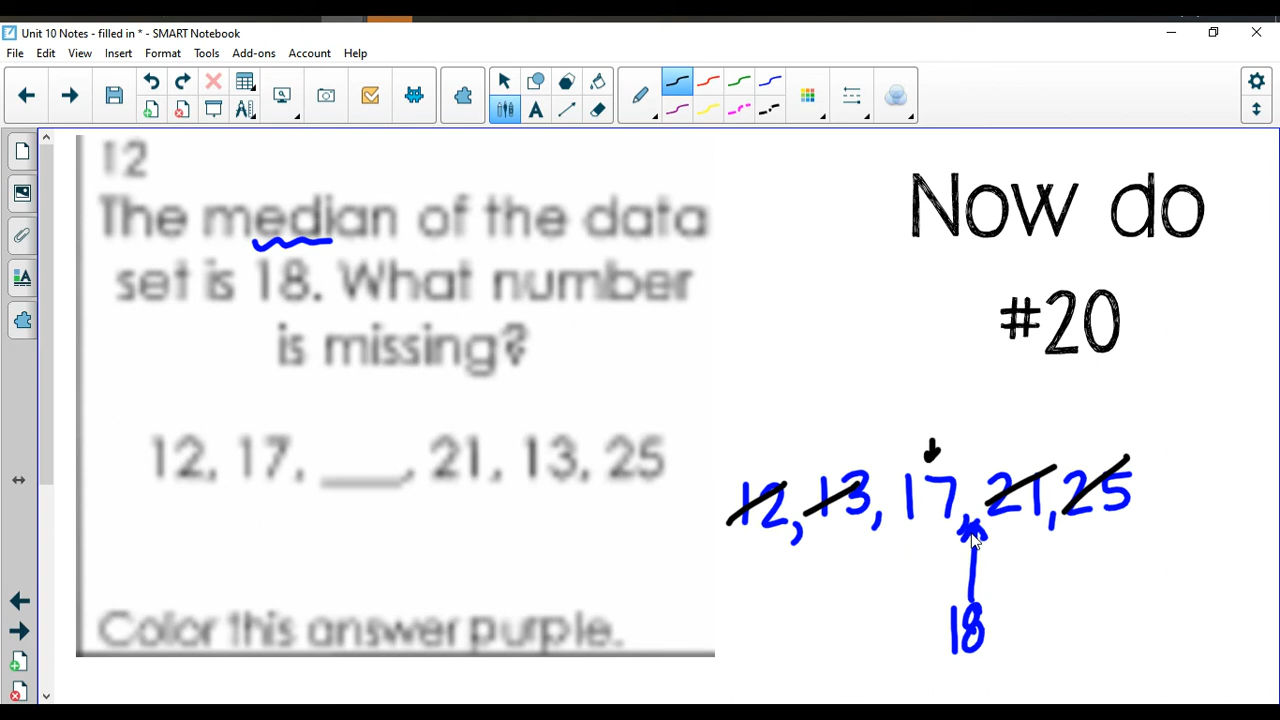 Unit 10 Notes - filled in * - SMART Notebook
File Edit View Insert Format Tools Add-ons Account Help
12
The median of the data
set is 18. What number
is missing?
12, 17, ___, 21, 13, 25
Color this answer purple.
Now do
#20
12, 13, 17, 21, 25
18